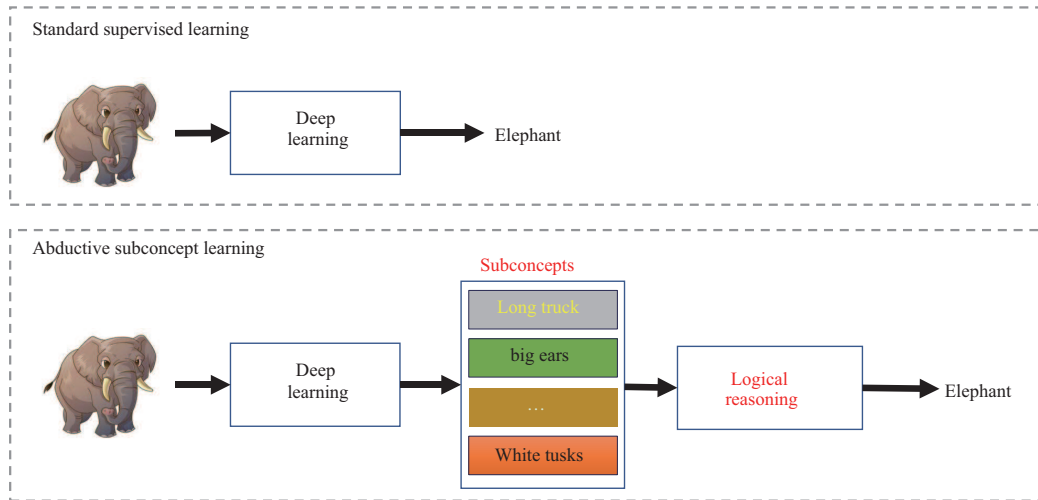 Standard supervised learning
Deep
learning
Elephant
Abductive subconcept learning
Subconcepts
Long truck
big ears
...
White tusks
Deep
learning
Logical
reasoning
Elephant